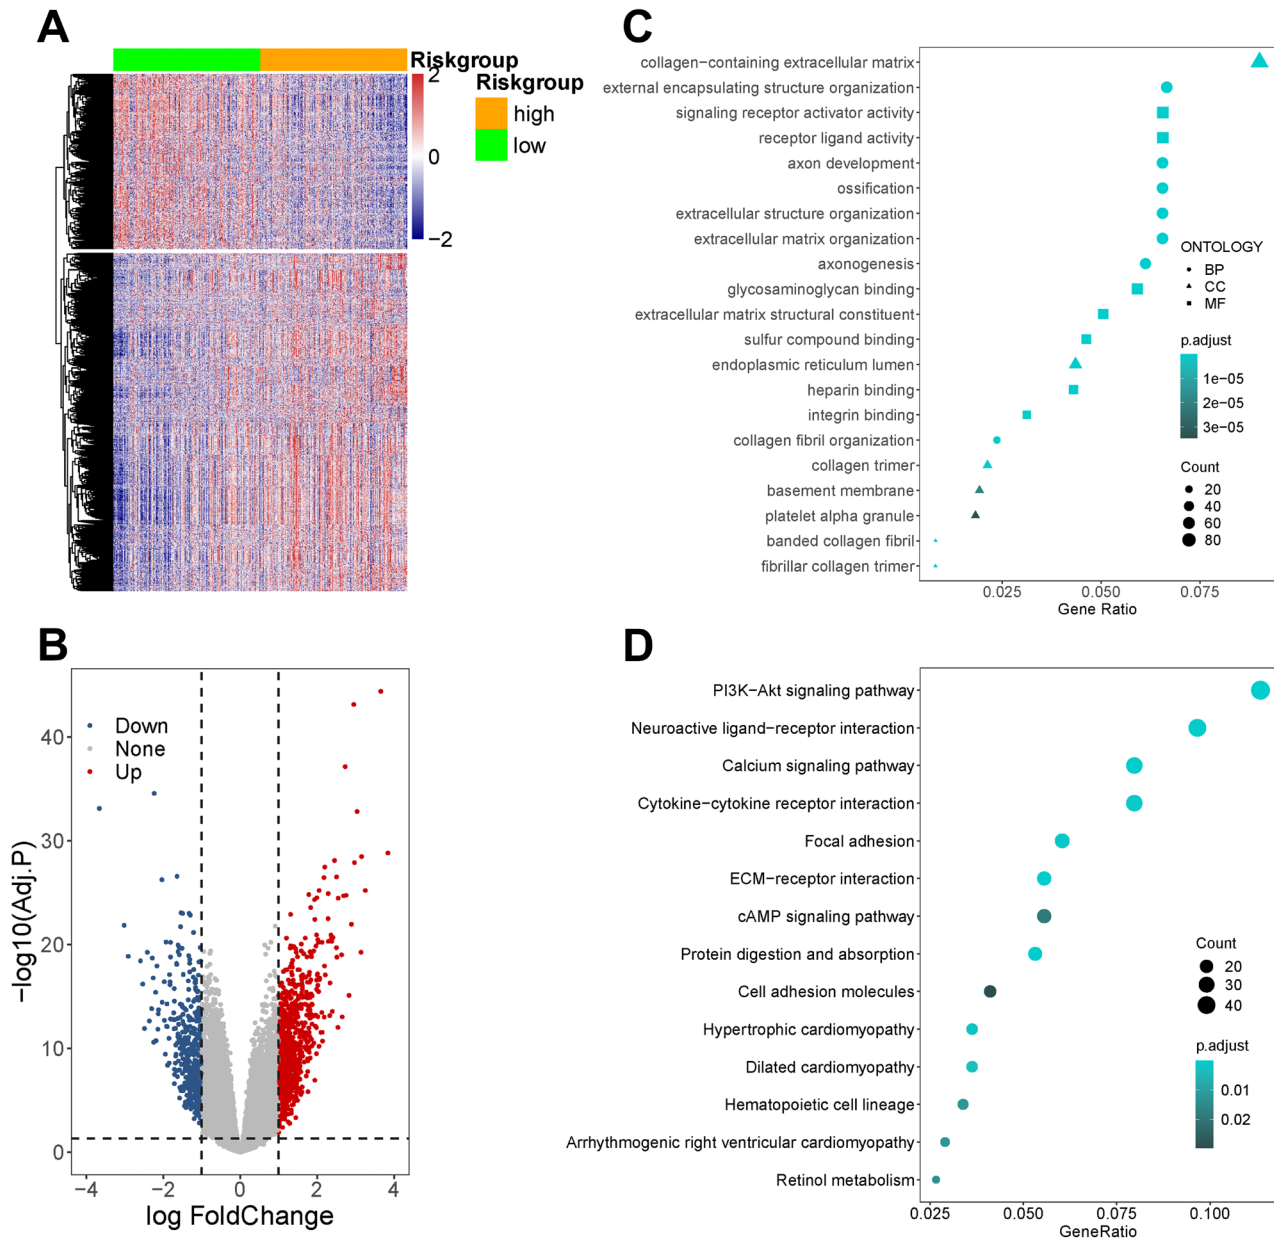 A
Riskgroup
2
0
−2
Riskgroup
high
low
B
Down
None
Up
40
30
20
10
0
−4
−2
0
2
4
−log10(Adj.P)
log FoldChange
C
collagen−containing extracellular matrix
external encapsulating structure organization
signaling receptor activator activity
receptor ligand activity
axon development
ossification
extracellular structure organization
extracellular matrix organization
axonogenesis
glycosaminoglycan binding
extracellular matrix structural constituent
sulfur compound binding
endoplasmic reticulum lumen
heparin binding
integrin binding
collagen fibril organization
collagen trimer
basement membrane
platelet alpha granule
banded collagen fibril
fibrillar collagen trimer
0.025
0.050
0.075
Gene Ratio
ONTOLOGY
BP
CC
MF
p.adjust
1e−05
2e−05
3e−05
Count
20
40
60
80
D
PI3K−Akt signaling pathway
Neuroactive ligand−receptor interaction
Calcium signaling pathway
Cytokine−cytokine receptor interaction
Focal adhesion
ECM−receptor interaction
cAMP signaling pathway
Protein digestion and absorption
Cell adhesion molecules
Hypertrophic cardiomyopathy
Dilated cardiomyopathy
Hematopoietic cell lineage
Arrhythmogenic right ventricular cardiomyopathy
Retinol metabolism
0.025
0.050
0.075
0.100
GeneRatio
Count
20
30
40
p.adjust
0.01
0.02